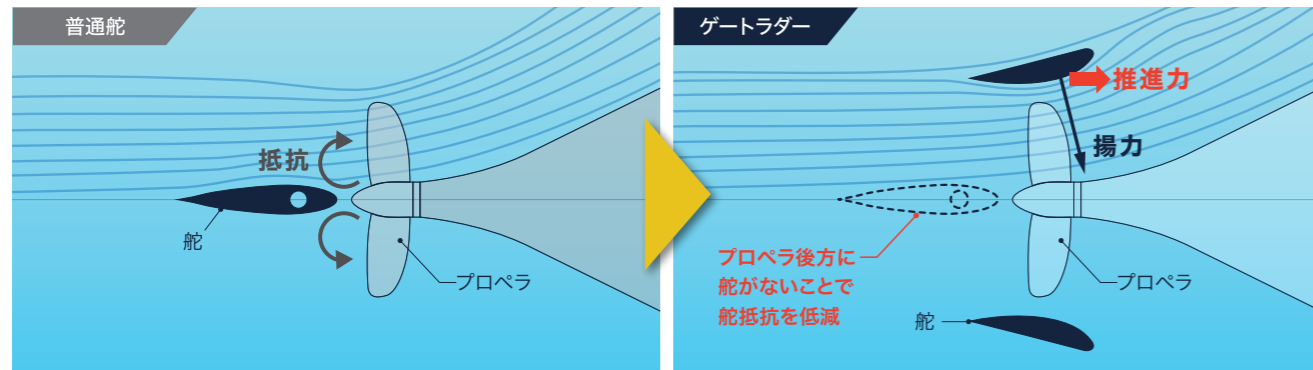 普通舵
抵抗
舵
プロペラ
ゲートラダー
推進力
揚力
プロペラ後方に
舵がないことで
舵抵抗を低減
プロペラ
舵